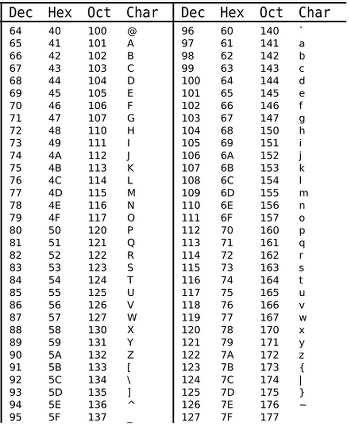 Dec Hex Oct Char Dec Hex Oct Char
64 40 100 @ 96 60 140 `
65 41 101 A 97 61 141 a
66 42 102 B 98 62 142 b
67 43 103 C 99 63 143 c
68 44 104 D 100 64 144 d
69 45 105 E 101 65 145 e
70 46 106 F 102 66 146 f
71 47 107 G 103 67 147 g
72 48 110 H 104 68 150 h
73 49 111 I 105 69 151 i
74 4A 112 J 106 6A 152 j
75 4B 113 K 107 6B 153 k
76 4C 114 L 108 6C 154 l
77 4D 115 M 109 6D 155 m
78 4E 116 N 110 6E 156 n
79 4F 117 O 111 6F 157 o
80 50 120 P 112 70 160 p
81 51 121 Q 113 71 161 q
82 52 122 R 114 72 162 r
83 53 123 S 115 73 163 s
84 54 124 T 116 74 164 t
85 55 125 U 117 75 165 u
86 56 126 V 118 76 166 v
87 57 127 W 119 77 167 w
88 58 130 X 120 78 170 x
89 59 131 Y 121 79 171 y
90 5A 132 Z 122 7A 172 z
91 5B 133 [ 123 7B 173 {
92 5C 134 \ 124 7C 174 |
93 5D 135 ] 125 7D 175 }
94 5E 136 ^ 126 7E 176 ~
95 5F 137 _ 127 7F 177